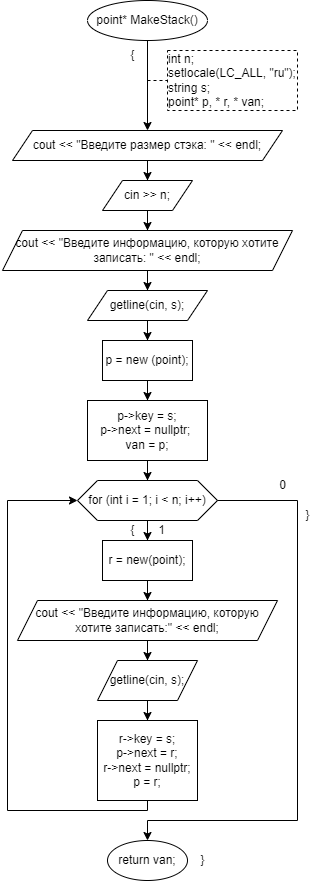 point* MakeStack()
{
int n;
setlocale(LC_ALL, "ru");
string s;
point* p, * r, * van;
cout << "Введите размер стэка: " << endl;
cin >> n;
cout << "Введите информацию, которую хотите
записать: " << endl;
getline(cin, s);
p = new (point);
p->key = s;
p->next = nullptr;
van = p;
for (int i = 1; i < n; i++)
0
}
{
1
r = new(point);
cout << "Введите информацию, которую
хотите записать:" << endl;
getline(cin, s);
r->key = s;
p->next = r;
r->next = nullptr;
p = r;
return van;
}